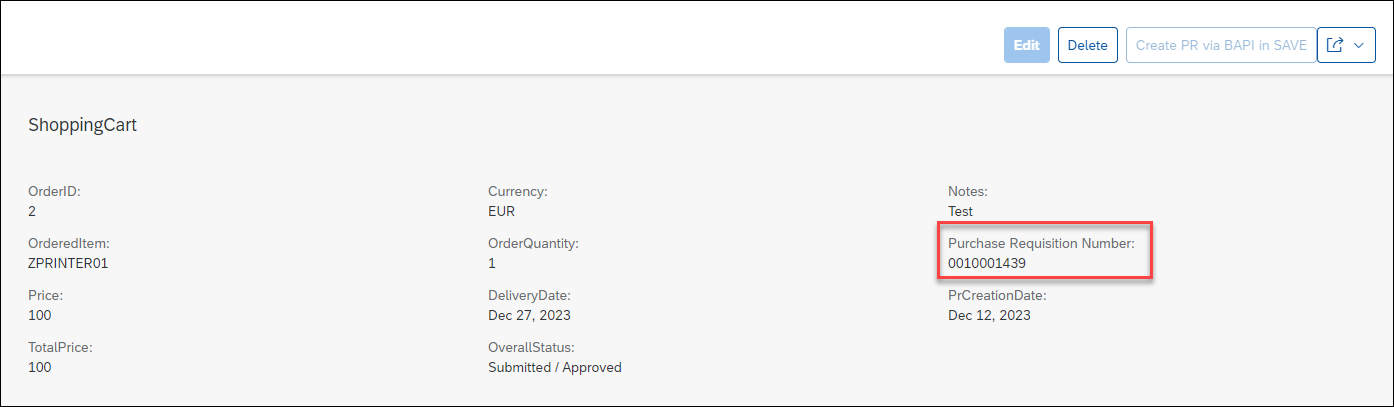 Edit Delete Create PR via BAPI in SAVE
ShoppingCart
OrderID: Currency: Notes:
2 EUR Test
OrderedItem: OrderQuantity: Purchase Requisition Number:
ZPRINTER01 1 0010001439
Price: DeliveryDate: PrCreationDate:
100 Dec 27, 2023 Dec 12, 2023
TotalPrice: OverallStatus:
100 Submitted / Approved